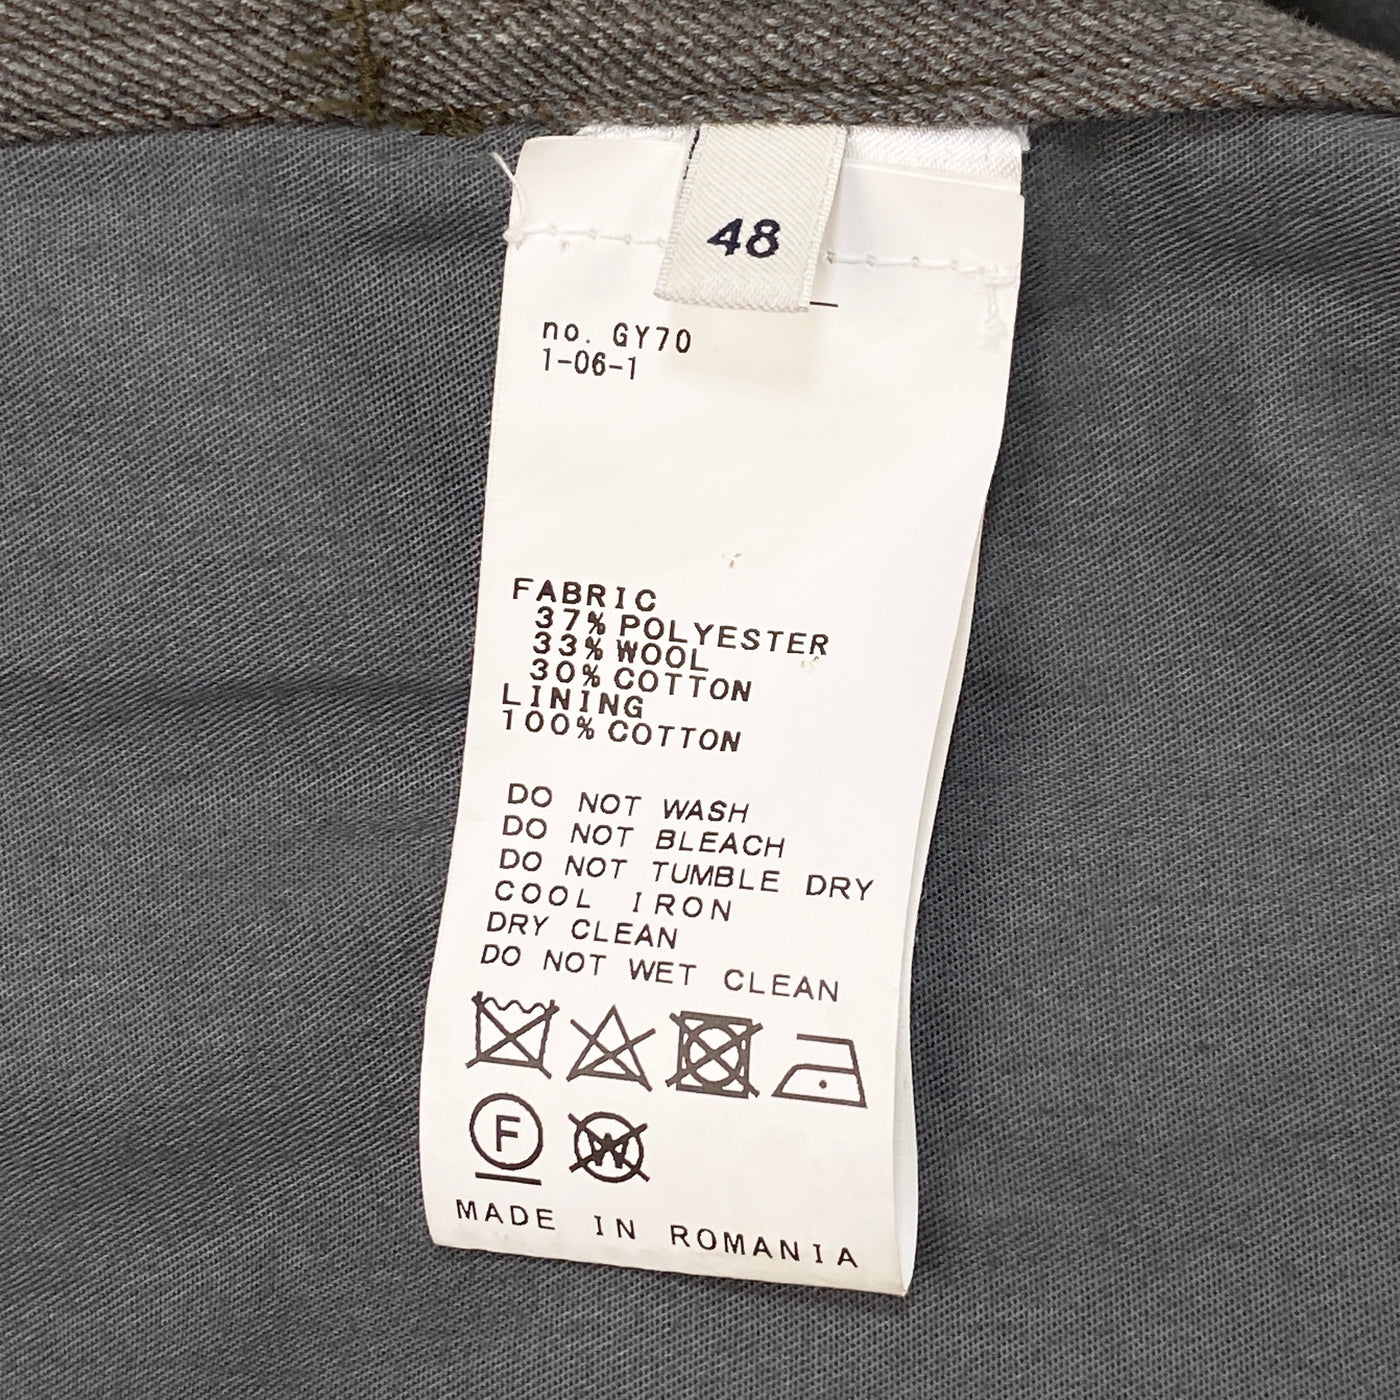 48
no. GY70
1-06-1
FABRIC
37% POLYESTER
33% WOOL
30% COTTON
LINING
100% COTTON
DO NOT WASH
DO NOT BLEACH
DO NOT TUMBLE DRY
COOL IRON
DRY CLEAN
DO NOT WET CLEAN
F W
MADE IN ROMANIA